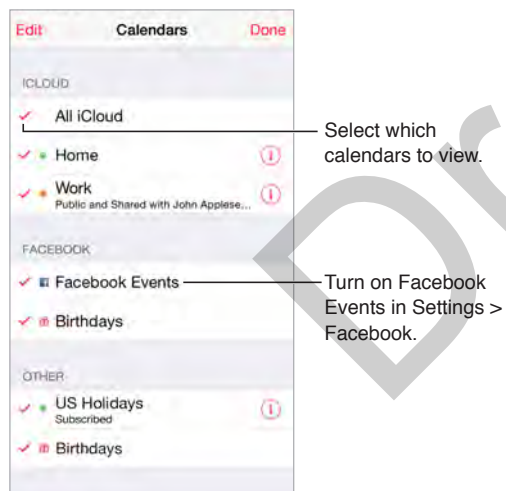 Edit Calendars Done
ICLOUD
All iCloud
Home
Work
Public and Shared with John Applese...
FACEBOOK
Facebook Events
Birthdays
OTHER
US Holidays
Subscribed
Birthdays
Select which
calendars to view.
Turn on Facebook
Events in Settings >
Facebook.
Dr